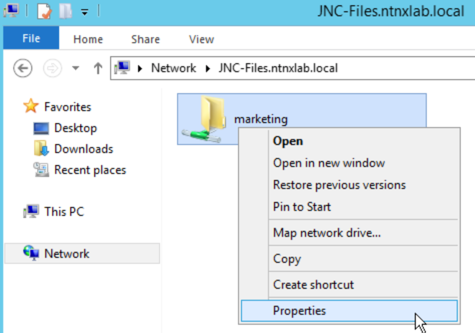 JNC-Files.ntnxlab.local
File Home Share View
Network JNC-Files.ntnxlab.local
Favorites
Desktop
Downloads
Recent places
This PC
Network
marketing
Open
Open in new window
Restore previous versions
Pin to Start
Map network drive...
Copy
Create shortcut
Properties